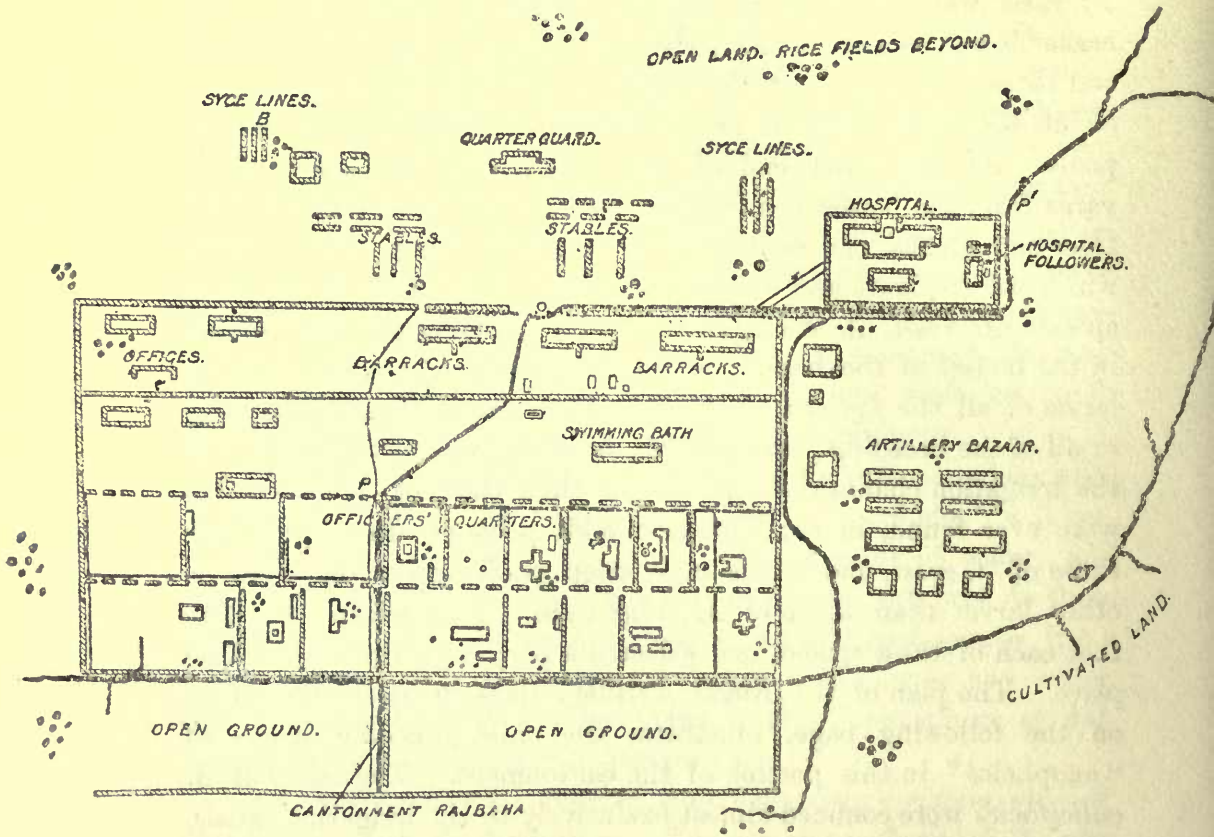 OPEN LAND. RICE FIELDS BEYOND.
SYCE LINES.
B
QUARTER GUARD.
SYCE LINES.
A
HOSPITAL.
P'
STABLES.
STABLES.
HOSPITAL
FOLLOWERS.
OFFICES.
BARRACKS.
BARRACKS.
SWIMMING BATH
ARTILLERY BAZAAR.
P
OFFICERS' QUARTERS.
CULTIVATED LAND.
OPEN GROUND.
OPEN GROUND.
CANTONMENT RAJBAHA